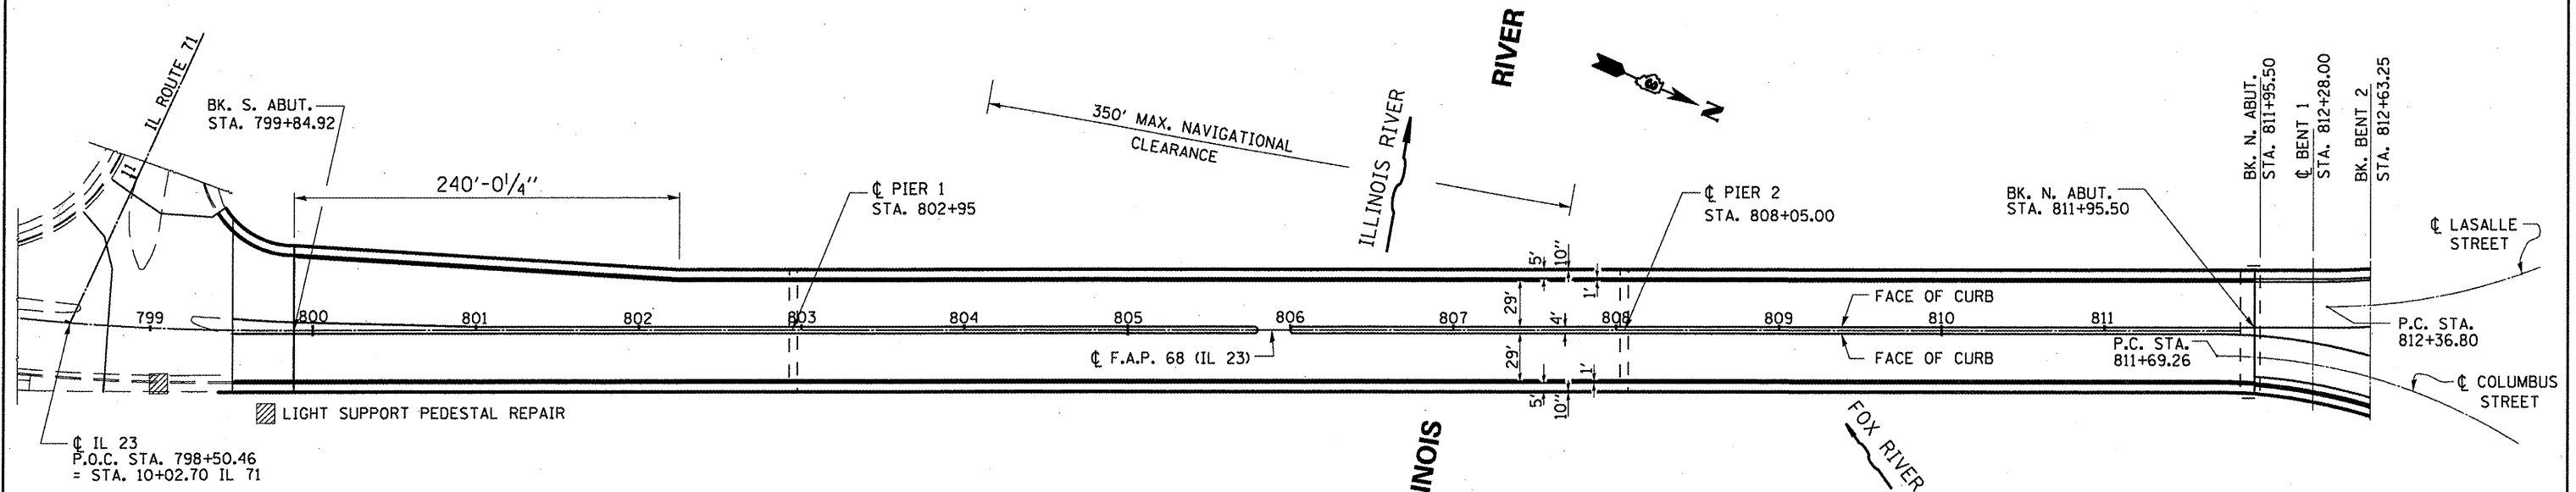 IL ROUTE 71
11
BK. S. ABUT.
STA. 799+84.92
240'-0 1/4"
℄ PIER 1
STA. 802+95
350' MAX. NAVIGATIONAL
CLEARANCE
ILLINOIS RIVER
RIVER
N
℄ PIER 2
STA. 808+05.00
BK. N. ABUT.
STA. 811+95.50
BK. N. ABUT.
STA. 811+95.50
℄ BENT 1
STA. 812+28.00
BK. BENT 2
STA. 812+63.25
℄ LASALLE
STREET
5'
10"
1'
29'
4'
FACE OF CURB
799
800
801
802
803
804
805
806
807
808
809
810
811
℄ F.A.P. 68 (IL 23)
29'
FACE OF CURB
1'
5'
10"
P.C. STA.
811+69.26
P.C. STA.
812+36.80
℄ COLUMBUS
STREET
LIGHT SUPPORT PEDESTAL REPAIR
℄ IL 23
P.O.C. STA. 798+50.46
= STA. 10+02.70 IL 71
INOIS
FOX RIVER